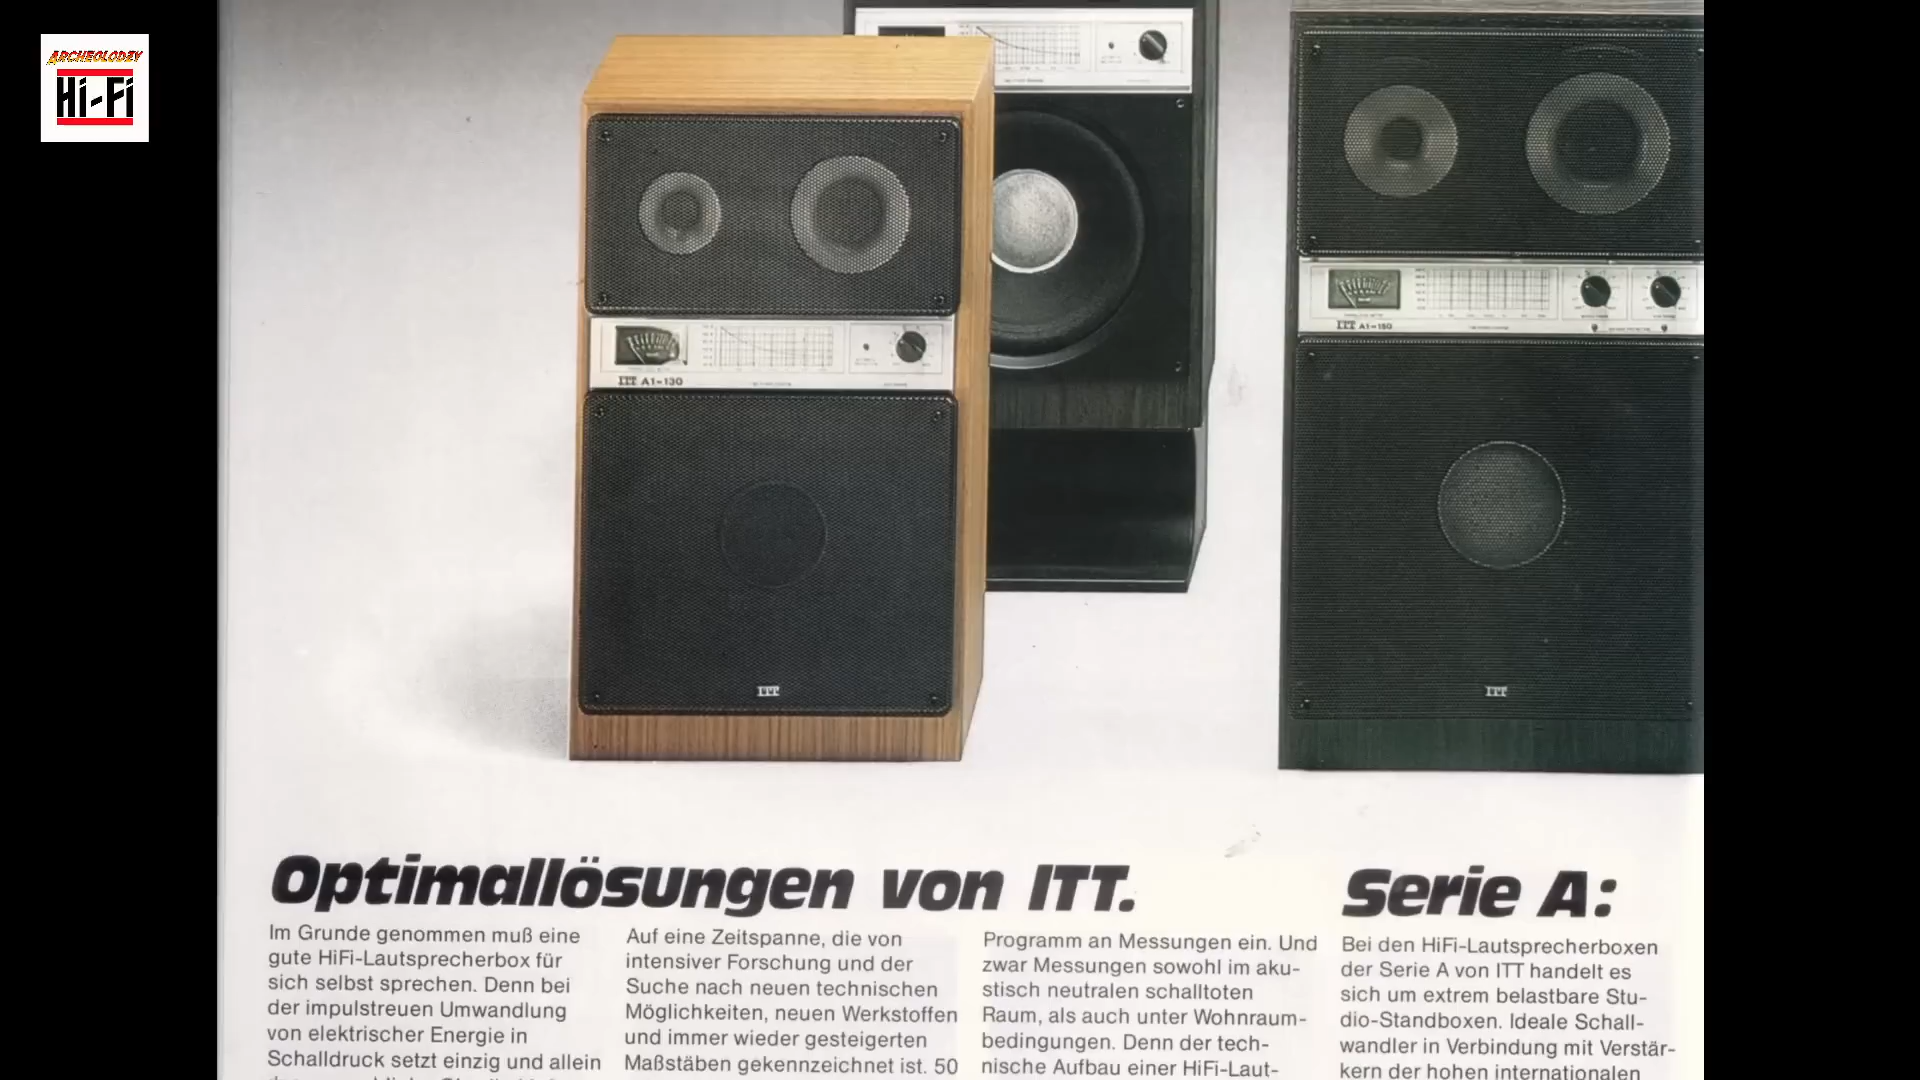 ARCHEOLODZY
Hi-Fi
ITT A1-130
ITT
ITT A1-150
ITT
Optimallösungen von ITT.
Im Grunde genommen muß eine
gute HiFi-Lautsprecherbox für
sich selbst sprechen. Denn bei
der impulstreuen Umwandlung
von elektrischer Energie in
Schalldruck setzt einzig und allein
Auf eine Zeitspanne, die von
intensiver Forschung und der
Suche nach neuen technischen
Möglichkeiten, neuen Werkstoffen
und immer wieder gesteigerten
Maßstäben gekennzeichnet ist. 50
Programm an Messungen ein. Und
zwar Messungen sowohl im aku-
stisch neutralen schalltoten
Raum, als auch unter Wohnraum-
bedingungen. Denn der tech-
nische Aufbau einer HiFi-Laut-
Serie A:
Bei den HiFi-Lautsprecherboxen
der Serie A von ITT handelt es
sich um extrem belastbare Stu-
dio-Standboxen. Ideale Schall-
wandler in Verbindung mit Verstär-
kern der hohen internationalen